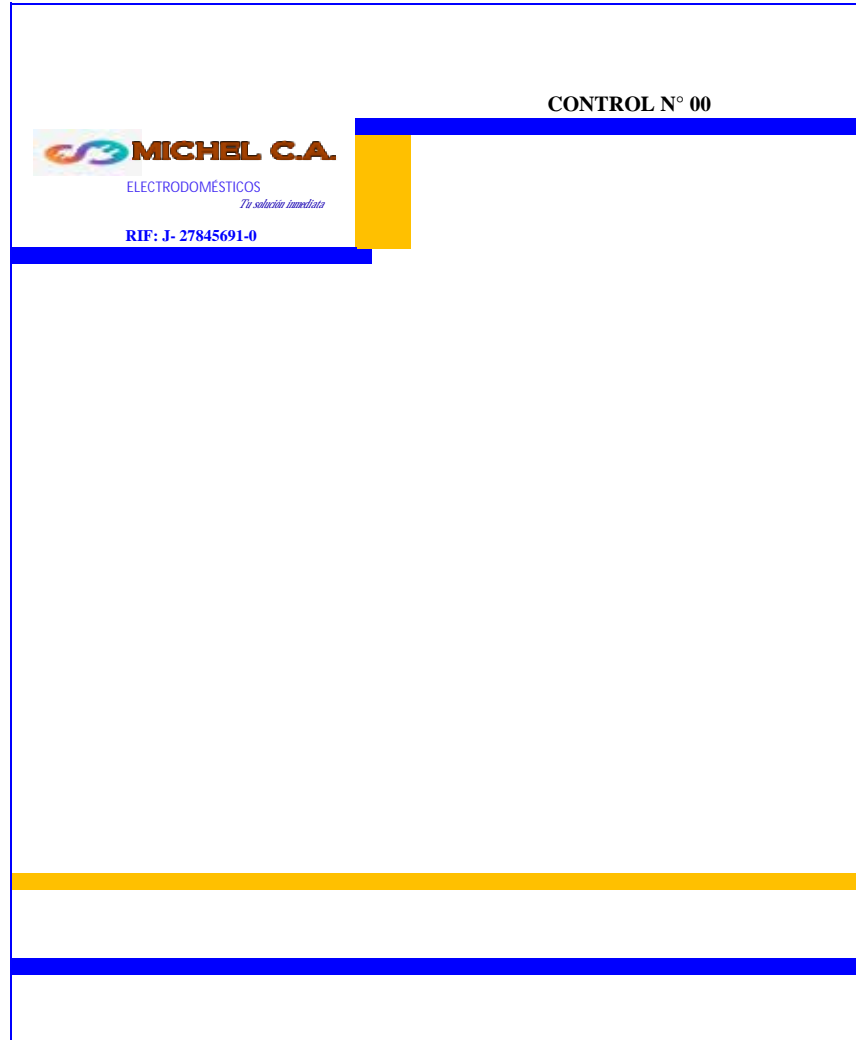 CONTROL N° 00
MICHEL C.A.
ELECTRODOMÉSTICOS
Tu solución inmediata
RIF: J- 27845691-0